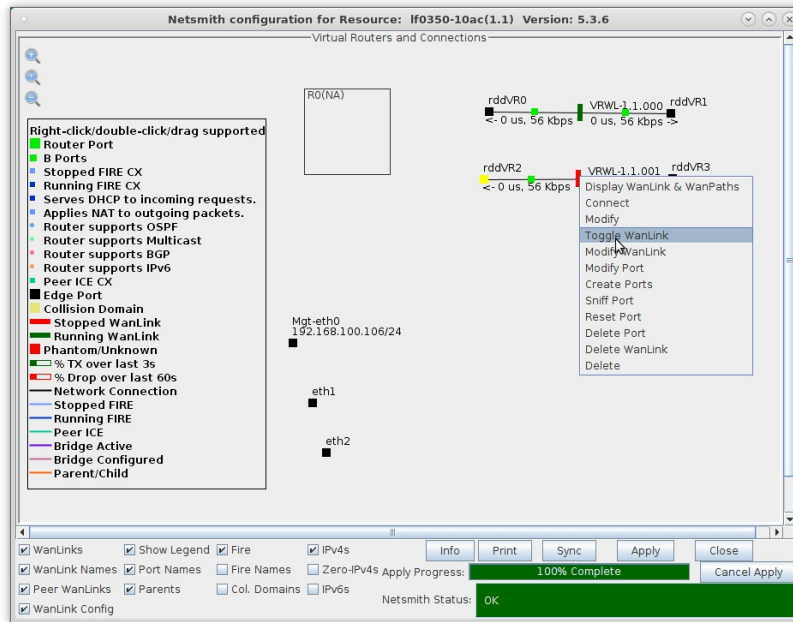 Netsmith configuration for Resource: lf0350-10ac(1.1) Version: 5.3.6
Virtual Routers and Connections
R0(NA)
rddVR0
VRWL-1.1.000
rddVR1
<- 0 us, 56 Kbps
0 us, 56 Kbps ->
rddVR2
VRWL-1.1.001
rddVR3
<- 0 us, 56 Kbps
Display WanLink & WanPaths
Connect
Modify
Toggle WanLink
Modify WanLink
Modify Port
Create Ports
Sniff Port
Reset Port
Delete Port
Delete WanLink
Delete
Right-click/double-click/drag supported
Router Port
B Ports
Stopped FIRE CX
Running FIRE CX
Serves DHCP to incoming requests.
Applies NAT to outgoing packets.
Router supports OSPF
Router supports Multicast
Router supports BGP
Router supports IPv6
Peer ICE CX
Edge Port
Collision Domain
Stopped WanLink
Running WanLink
Phantom/Unknown
% TX over last 3s
% Drop over last 60s
Network Connection
Stopped FIRE
Running FIRE
Peer ICE
Bridge Active
Bridge Configured
Parent/Child
Mgt-eth0
192.168.100.106/24
eth1
eth2
WanLinks Show Legend Fire IPv4s Info Print Sync Apply Close
WanLink Names Port Names Fire Names Zero-IPv4s Apply Progress: 100% Complete Cancel Apply
Peer WanLinks Parents Col. Domains IPv6s Netsmith Status: OK
WanLink Config